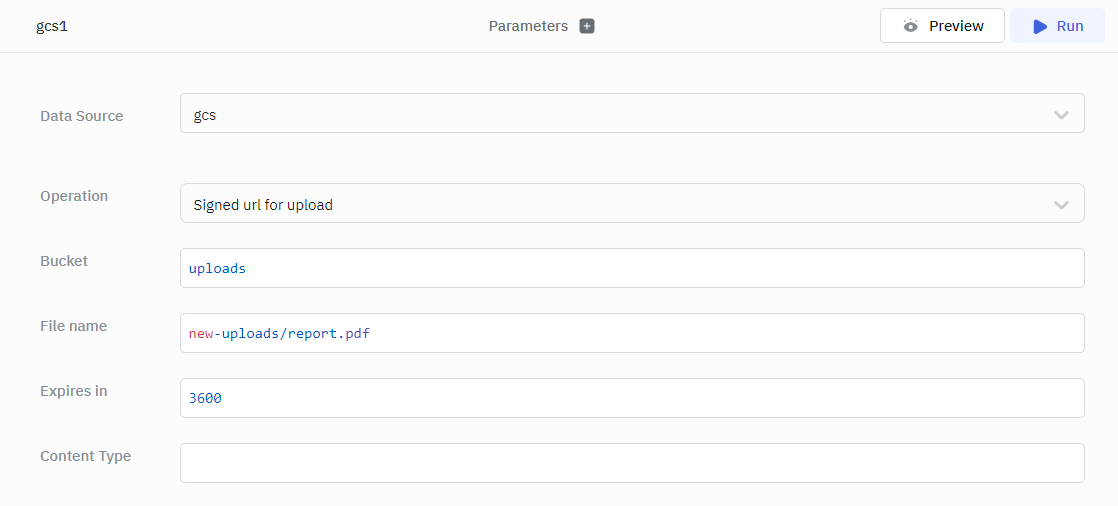 gcs1
Parameters +
Preview
Run
Data Source
gcs
Operation
Signed url for upload
Bucket
uploads
File name
new-uploads/report.pdf
Expires in
3600
Content Type